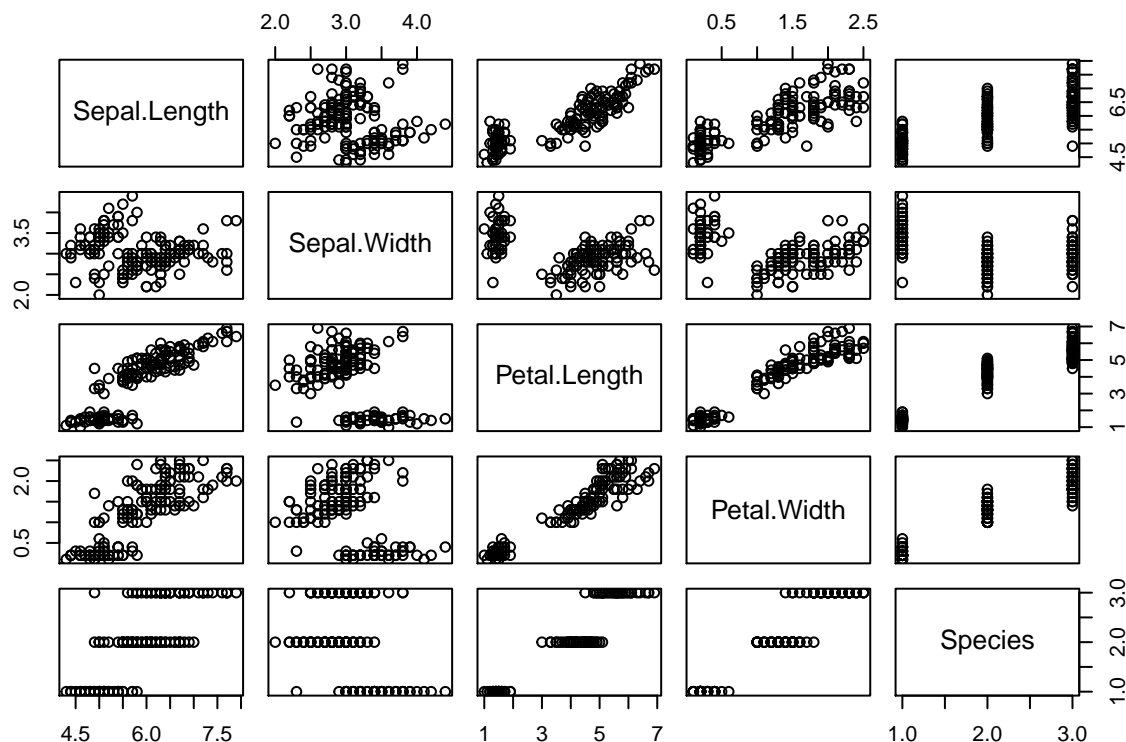 2.0 3.0 4.0
0.5 1.5 2.5
Sepal.Length
4.5 6.5
2.0 3.5
Sepal.Width
Petal.Length
1 3 5 7
0.5 2.0
Petal.Width
Species
1.0 2.0 3.0
4.5 6.0 7.5
1 3 5 7
1.0 2.0 3.0